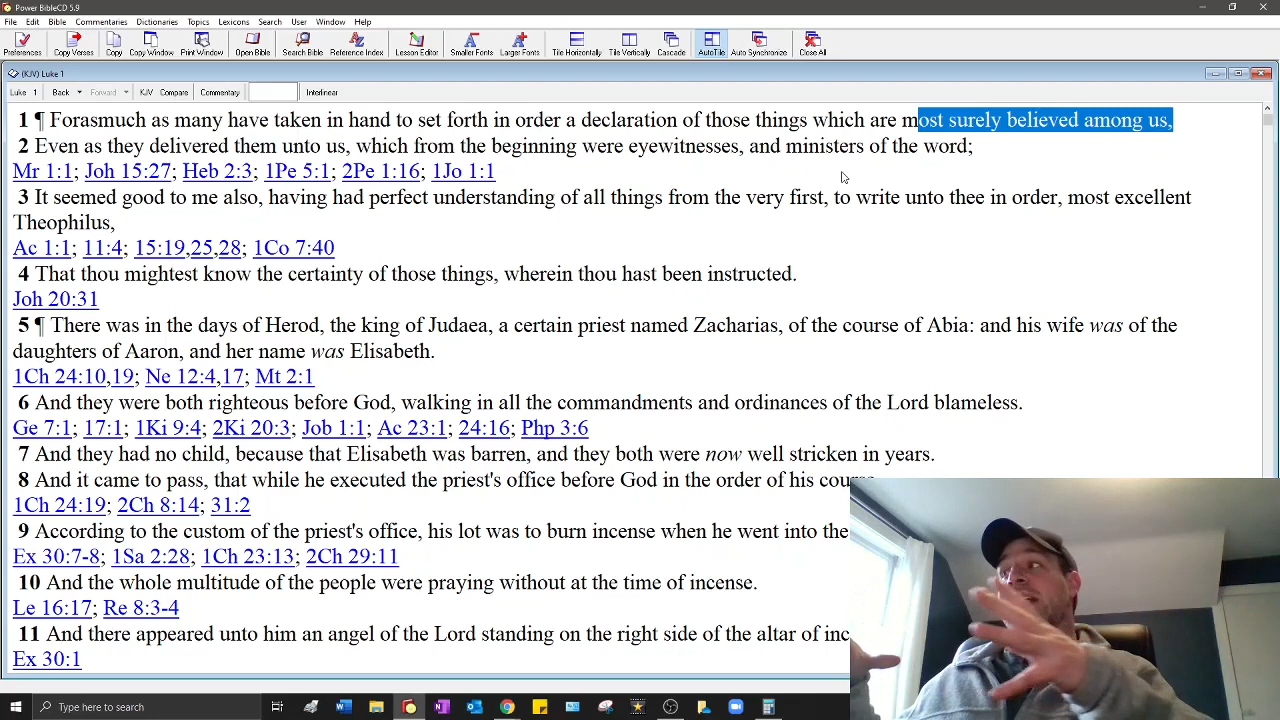 Power BibleCD 5.9
File Edit Bible Commentaries Dictionaries Topics Lexicons Search User Window Help
Preferences Copy Verses Copy Copy Window Print Window Open Bible Search Bible Reference Index Lesson Editor Smaller Fonts Larger Fonts Tile Horizontally Tile Vertically Cascade AutoTile Auto Synchronize Close All
(KJV) Luke 1
Luke 1 Back Forward KJV Compare Commentary Interlinear
1 ¶ Forasmuch as many have taken in hand to set forth in order a declaration of those things which are most surely believed among us,
2 Even as they delivered them unto us, which from the beginning were eyewitnesses, and ministers of the word;
Mr 1:1; Joh 15:27; Heb 2:3; 1Pe 5:1; 2Pe 1:16; 1Jo 1:1
3 It seemed good to me also, having had perfect understanding of all things from the very first, to write unto thee in order, most excellent
Theophilus,
Ac 1:1; 11:4; 15:19,25,28; 1Co 7:40
4 That thou mightest know the certainty of those things, wherein thou hast been instructed.
Joh 20:31
5 ¶ There was in the days of Herod, the king of Judaea, a certain priest named Zacharias, of the course of Abia: and his wife was of the
daughters of Aaron, and her name was Elisabeth.
1Ch 24:10,19; Ne 12:4,17; Mt 2:1
6 And they were both righteous before God, walking in all the commandments and ordinances of the Lord blameless.
Ge 7:1; 17:1; 1Ki 9:4; 2Ki 20:3; Job 1:1; Ac 23:1; 24:16; Php 3:6
7 And they had no child, because that Elisabeth was barren, and they both were now well stricken in years.
8 And it came to pass, that while he executed the priest's office before God in the order of his course
1Ch 24:19; 2Ch 8:14; 31:2
9 According to the custom of the priest's office, his lot was to burn incense when he went into the
Ex 30:7-8; 1Sa 2:28; 1Ch 23:13; 2Ch 29:11
10 And the whole multitude of the people were praying without at the time of incense.
Le 16:17; Re 8:3-4
11 And there appeared unto him an angel of the Lord standing on the right side of the altar of inc
Ex 30:1
Type here to search